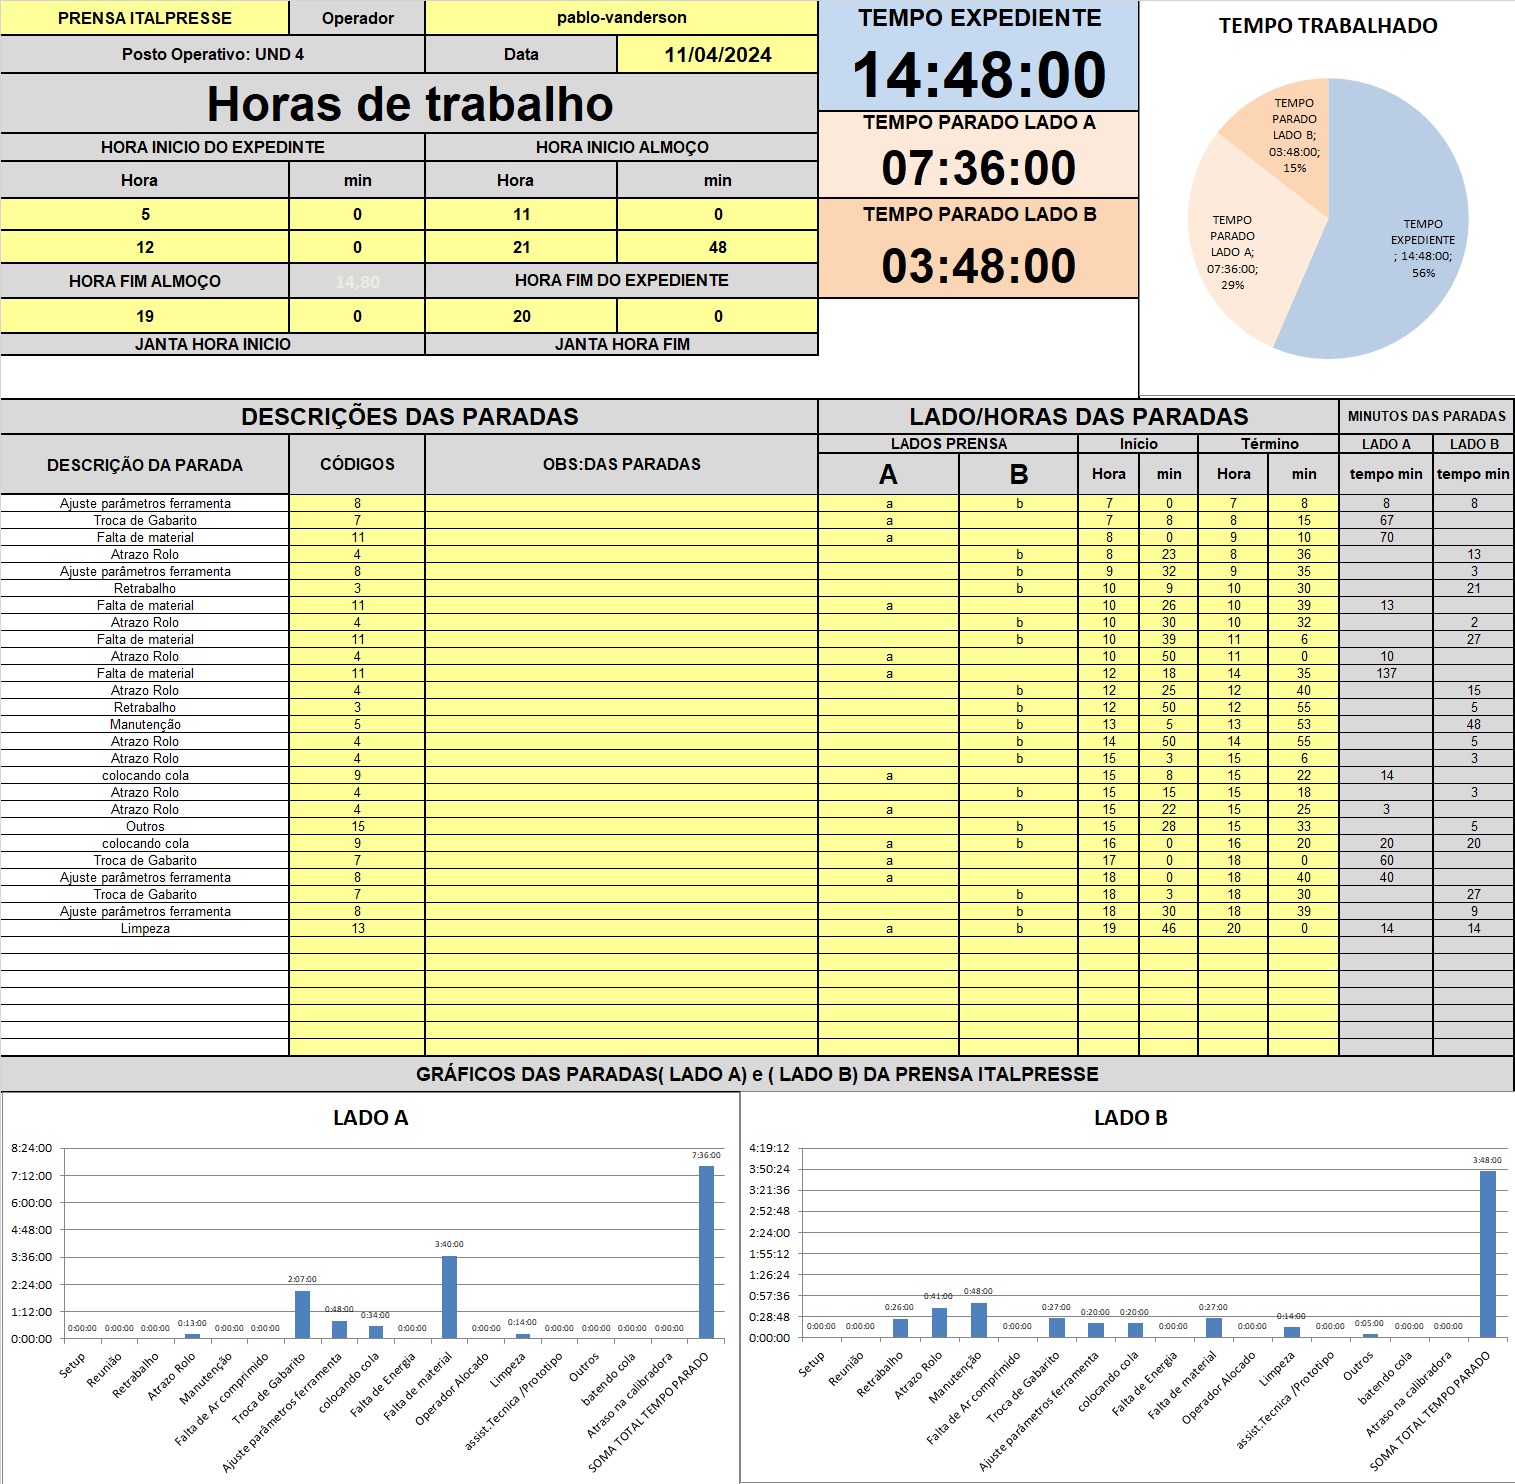 PRENSA ITALPRESSE Operador pablo-vanderson
Posto Operativo: UND 4 Data 11/04/2024
Horas de trabalho
HORA INICIO DO EXPEDINTE HORA INICIO ALMOÇO
Hora min Hora min
5 0 11 0
12 0 21 48
HORA FIM ALMOÇO 14,80 HORA FIM DO EXPEDIENTE
19 0 20 0
JANTA HORA INICIO JANTA HORA FIM
TEMPO EXPEDIENTE
14:48:00
TEMPO PARADO LADO A
07:36:00
TEMPO PARADO LADO B
03:48:00
TEMPO TRABALHADO
TEMPO
PARADO
LADO B;
03:48:00;
15%
TEMPO
PARADO
LADO A;
07:36:00;
29%
TEMPO
EXPEDIENTE
; 14:48:00;
56%
DESCRIÇÕES DAS PARADAS LADO/HORAS DAS PARADAS MINUTOS DAS PARADAS
DESCRIÇÃO DA PARADA CÓDIGOS OBS:DAS PARADAS LADOS PRENSA Início Término LADO A LADO B
A B Hora min Hora min tempo min tempo min
Ajuste parâmetros ferramenta 8 a b 7 0 7 8 8 8
Troca de Gabarito 7 a 7 8 8 15 67
Falta de material 11 a 8 0 9 10 70
Atrazo Rolo 4 b 8 23 8 36 13
Ajuste parâmetros ferramenta 8 b 9 32 9 35 3
Retrabalho 3 b 10 9 10 30 21
Falta de material 11 a 10 26 10 39 13
Atrazo Rolo 4 b 10 30 10 32 2
Falta de material 11 b 10 39 11 6 27
Atrazo Rolo 4 a 10 50 11 0 10
Falta de material 11 a 12 18 14 35 137
Atrazo Rolo 4 b 12 25 12 40 15
Retrabalho 3 b 12 50 12 55 5
Manutenção 5 b 13 5 13 53 48
Atrazo Rolo 4 b 14 50 14 55 5
Atrazo Rolo 4 b 15 3 15 6 3
colocando cola 9 a 15 8 15 22 14
Atrazo Rolo 4 b 15 15 15 18 3
Atrazo Rolo 4 a 15 22 15 25 3
Outros 15 b 15 28 15 33 5
colocando cola 9 a b 16 0 16 20 20 20
Troca de Gabarito 7 a 17 0 18 0 60
Ajuste parâmetros ferramenta 8 a 18 0 18 40 40
Troca de Gabarito 7 b 18 3 18 30 27
Ajuste parâmetros ferramenta 8 b 18 30 18 39 9
Limpeza 13 a b 19 46 20 0 14 14
GRÁFICOS DAS PARADAS( LADO A) e ( LADO B) DA PRENSA ITALPRESSE
LADO A
8:24:00
7:12:00
6:00:00
4:48:00
3:36:00
2:24:00
1:12:00
0:00:00
0:00:00 0:00:00 0:00:00 0:13:00 0:00:00 0:00:00 2:07:00 0:48:00 0:34:00 0:00:00 3:40:00 0:00:00 0:14:00 0:00:00 0:00:00 0:00:00 0:00:00 7:36:00
Setup
Reunião
Retrabalho
Atrazo Rolo
Manutenção
Falta de Ar comprimido
Troca de Gabarito
Ajuste parâmetros ferramenta
colocando cola
Falta de Energia
Falta de material
Operador Alocado
Limpeza
assist.Tecnica /Prototipo
Outros
batendo cola
Atraso na calibradora
SOMA TOTAL TEMPO PARADO
LADO B
4:19:12
3:50:24
3:21:36
2:52:48
2:24:00
1:55:12
1:26:24
0:57:36
0:28:48
0:00:00
0:00:00 0:00:00 0:26:00 0:41:00 0:48:00 0:00:00 0:27:00 0:20:00 0:20:00 0:00:00 0:27:00 0:00:00 0:14:00 0:00:00 0:05:00 0:00:00 0:00:00 3:48:00
Setup
Reunião
Retrabalho
Atrazo Rolo
Manutenção
Falta de Ar comprimido
Troca de Gabarito
Ajuste parâmetros ferramenta
colocando cola
Falta de Energia
Falta de material
Operador Alocado
Limpeza
assist.Tecnica /Prototipo
Outros
batendo cola
Atraso na calibradora
SOMA TOTAL TEMPO PARADO